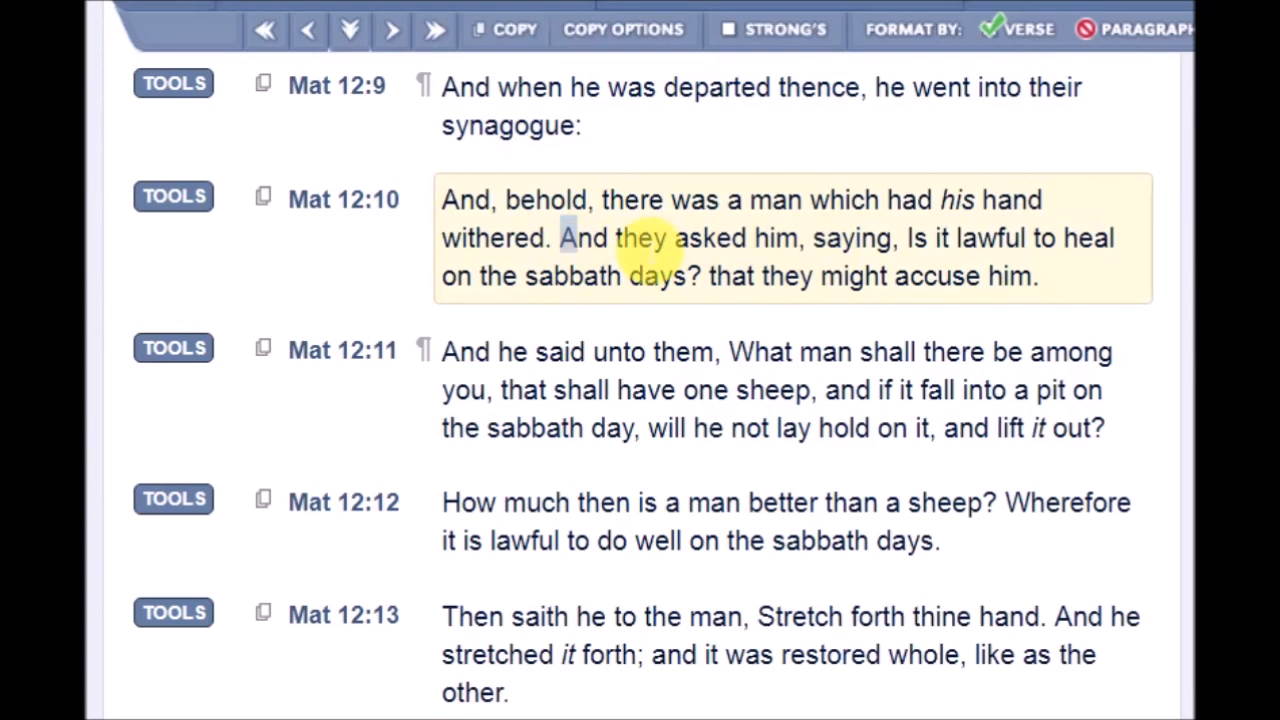 COPY COPY OPTIONS STRONG'S FORMAT BY: VERSE PARAGRAPH
TOOLS Mat 12:9 ¶ And when he was departed thence, he went into their
synagogue:
TOOLS Mat 12:10 And, behold, there was a man which had his hand
withered. And they asked him, saying, Is it lawful to heal
on the sabbath days? that they might accuse him.
TOOLS Mat 12:11 ¶ And he said unto them, What man shall there be among
you, that shall have one sheep, and if it fall into a pit on
the sabbath day, will he not lay hold on it, and lift it out?
TOOLS Mat 12:12 How much then is a man better than a sheep? Wherefore
it is lawful to do well on the sabbath days.
TOOLS Mat 12:13 Then saith he to the man, Stretch forth thine hand. And he
stretched it forth; and it was restored whole, like as the
other.